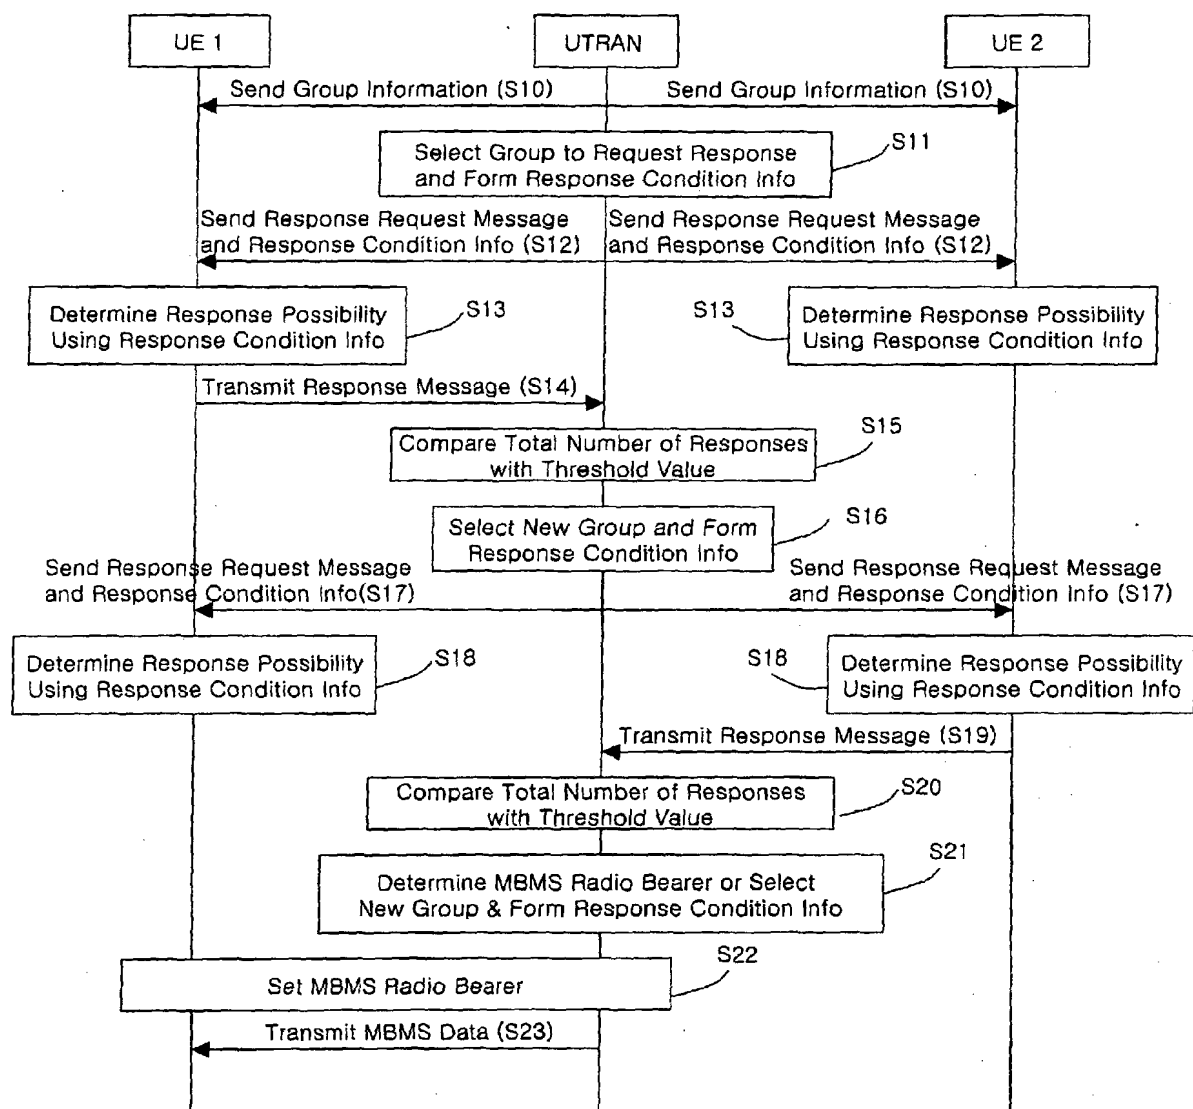 UE 1
UTRAN
UE 2
Send Group Information (S10)
Send Group Information (S10)
Select Group to Request Response
and Form Response Condition Info
S11
Send Response Request Message
and Response Condition Info (S12)
Send Response Request Message
and Response Condition Info (S12)
Determine Response Possibility
Using Response Condition Info
S13
S13
Determine Response Possibility
Using Response Condition Info
Transmit Response Message (S14)
Compare Total Number of Responses
with Threshold Value
S15
Select New Group and Form
Response Condition Info
S16
Send Response Request Message
and Response Condition Info(S17)
Send Response Request Message
and Response Condition Info (S17)
Determine Response Possibility
Using Response Condition Info
S18
S18
Determine Response Possibility
Using Response Condition Info
Transmit Response Message (S19)
Compare Total Number of Responses
with Threshold Value
S20
Determine MBMS Radio Bearer or Select
New Group & Form Response Condition Info
S21
Set MBMS Radio Bearer
S22
Transmit MBMS Data (S23)